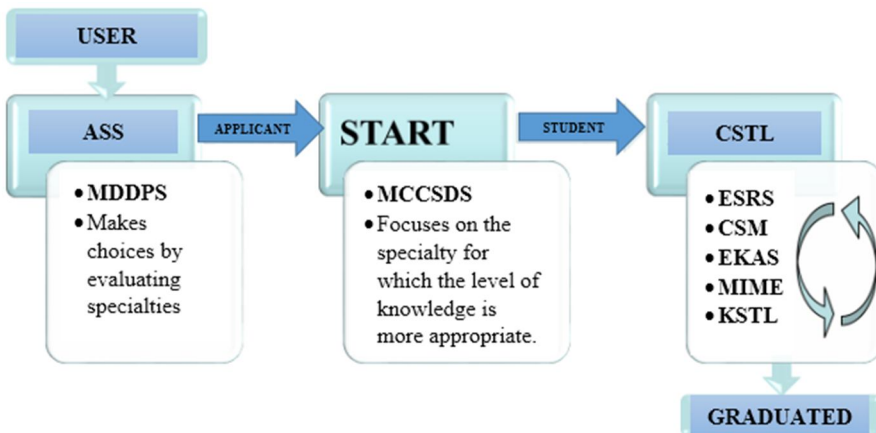 USER
ASS
APPLICANT
START
STUDENT
CSTL
• MDDPS
• Makes
choices by
evaluating
specialties
• MCCSDS
• Focuses on the
specialty for
which the level of
knowledge is
more appropriate.
• ESRS
• CSM
• EKAS
• MIME
• KSTL
GRADUATED